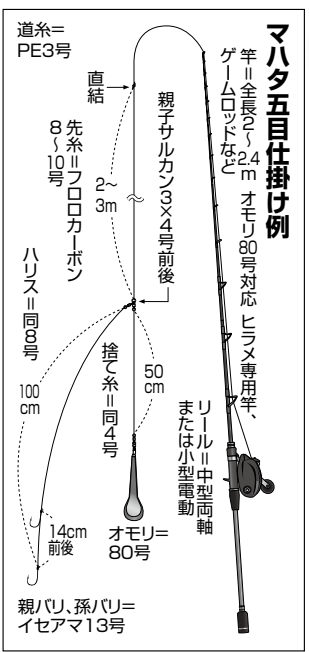 マハタ五目仕掛け例
竿＝全長2〜2.4m オモリ80号対応 ヒラメ専用竿、
ゲームロッドなど
道糸＝
PE3号
直結
親子サルカン3×4号前後
先糸＝フロロカーボン
8〜10号
2〜
3m
ハリス＝同8号
捨て糸＝同4号
50
cm
リール＝中型両軸
または小型電動
100
cm
14cm
前後
オモリ＝
80号
親バリ、孫バリ＝
イセアマ13号